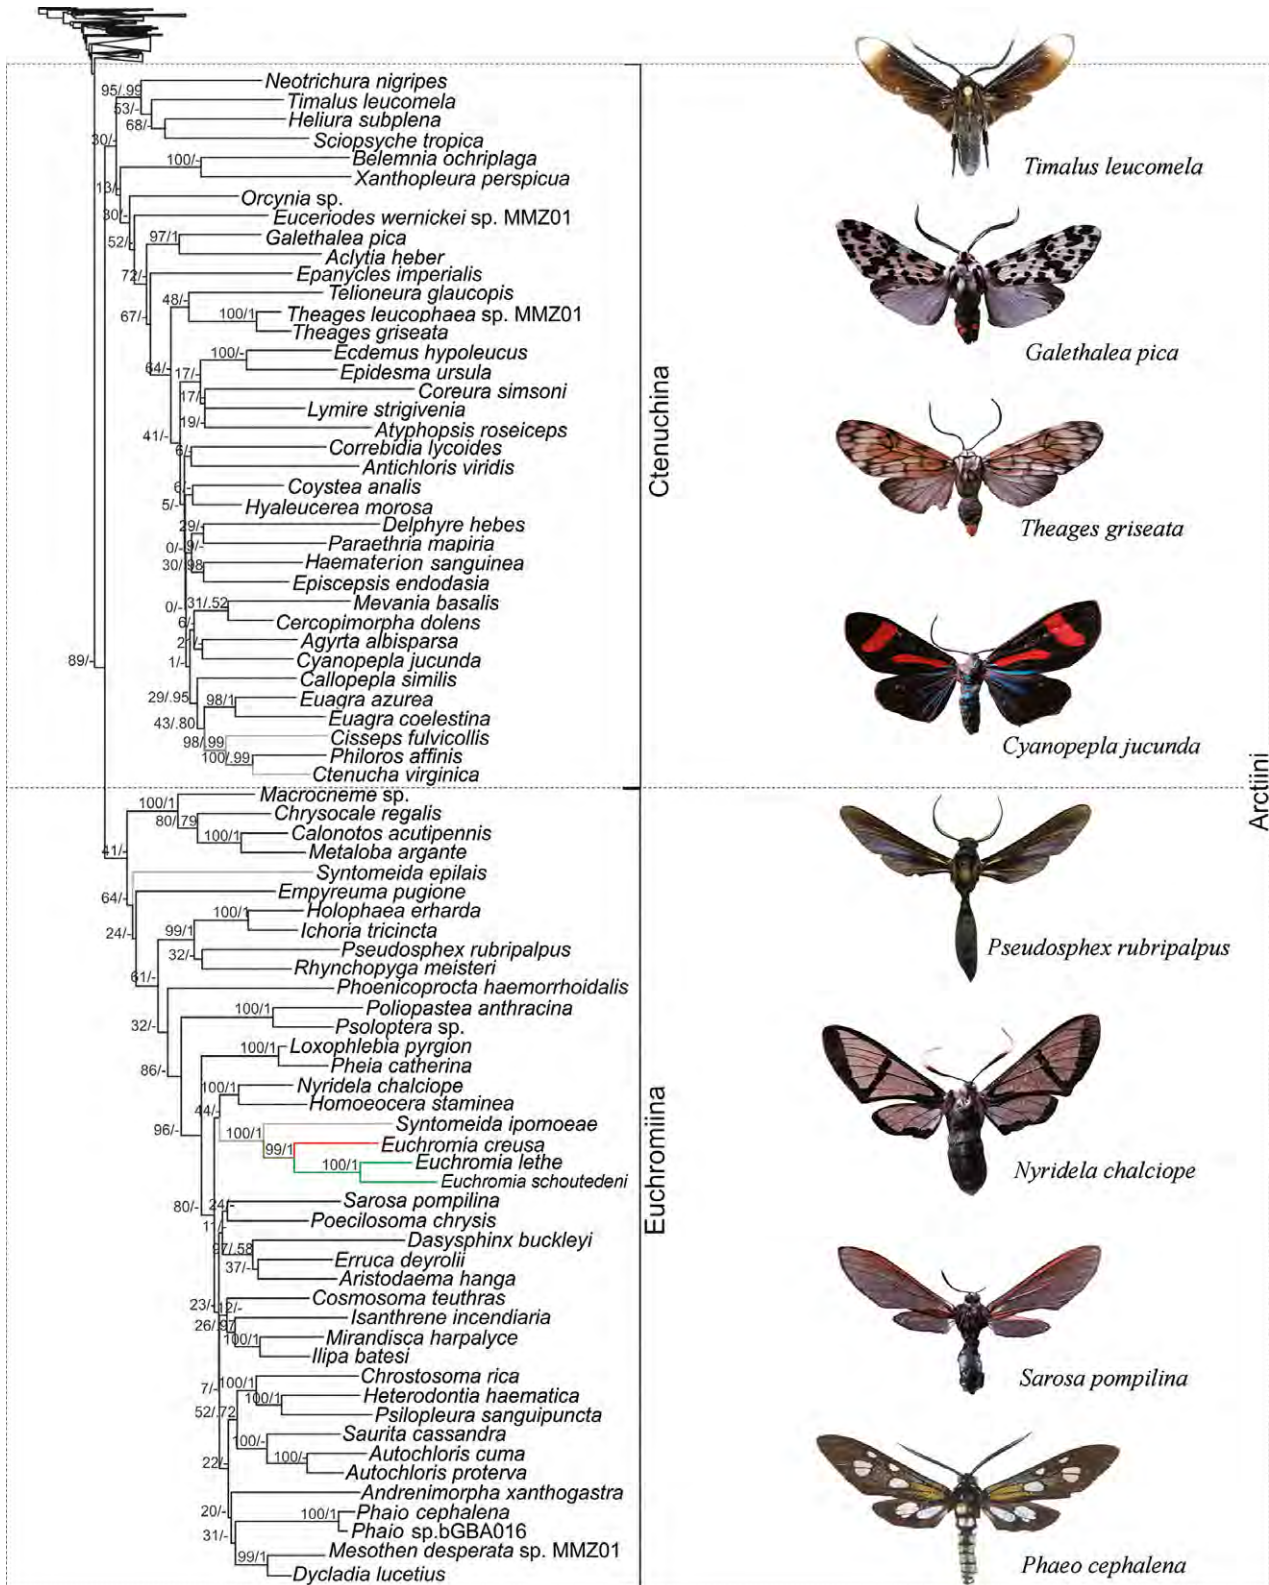 Neotrichura nigripes
95/.99
Timalus leucomela
53/-
Heliura subplena
68/-
Sciopsyche tropica
30/-
Belemnia ochriplaga
100/-
Xanthopleura perspicua
13/-
Orcynia sp.
30/-
Euceriodes wernickei sp. MMZ01
52/-
97/1
Galethalea pica
Aclytia heber
72/-
Epanycles imperialis
48/-
Telioneura glaucopis
67/-
100/1
Theages leucophaea sp. MMZ01
Theages griseata
100/-
Ecdemus hypoleucus
64/-
17/-
Epidesma ursula
Coreura simsoni
17/-
Lymire strigivenia
19/-
Atyphopsis roseiceps
41/-
Correbidia lycoides
6/-
Antichloris viridis
Coystea analis
6/-
5/-
Hyaleucerea morosa
29/-
Delphyre hebes
0/-
9/-
Paraethria mapiria
30/.98
Haematerion sanguinea
Episcepsis endodasia
0/-
31/.52
Mevania basalis
6/-
Cercopimorpha dolens
Agyrta albisparsa
1/-
Cyanopepla jucunda
89/-
Callopepla similis
29/.95
98/1
Euagra azurea
43/.80
Euagra coelestina
98/.99
Cisseps fulvicollis
100/.99
Philoros affinis
Ctenucha virginica
100/1
Macrocneme sp.
80/.79
Chrysocale regalis
100/1
Calonotos acutipennis
41/-
Metaloba argante
Syntomeida epilais
64/-
Empyreuma pugione
100/1
Holophaea erharda
24/-
99/1
Ichoria tricincta
32/-
Pseudosphex rubripalpus
Rhynchopyga meisteri
61/-
Phoenicoprocta haemorrhoidalis
100/1
Poliopastea anthracina
32/-
Psoloptera sp.
100/1
Loxophlebia pyrgion
86/-
Pheia catherina
100/1
Nyridela chalciope
44/-
Homoeocera staminea
Syntomeida ipomoeae
96/-
100/1
99/1
Euchromia creusa
100/1
Euchromia lethe
Euchromia schoutedeni
80/-
24/-
Sarosa pompilina
Poecilosoma chrysis
Dasysphinx buckleyi
97/.58
Erruca deyrolii
37/-
Aristodaema hanga
23/-
12/-
Cosmosoma teuthras
26/.97
Isanthrene incendiaria
100/1
Mirandisca harpalyce
Ilipa batesi
7/-
100/1
Chrostosoma rica
100/1
Heterodontia haematica
52/.72
Psilopleura sanguipuncta
100/-
Saurita cassandra
100/-
Autochloris cuma
22/-
Autochloris proterva
Andrenimorpha xanthogastra
20/-
100/1
Phaio cephalena
31/-
Phaio sp.bGBA016
99/1
Mesothen desperata sp. MMZ01
Dycladia lucetius
Ctenuchina
Euchromiina
Timalus leucomela
Galethalea pica
Theages griseata
Cyanopepla jucunda
Pseudosphex rubripalpus
Nyridela chalciope
Sarosa pompilina
Phaeo cephalena
Arctiini